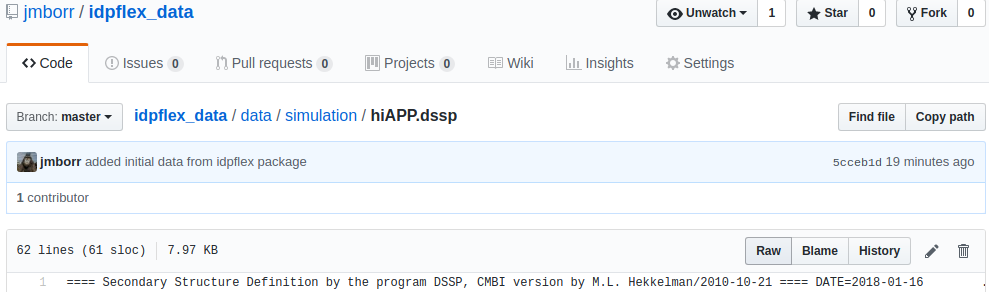 jmborr / idpflex_data
Unwatch 1 Star 0 Fork 0
Code Issues 0 Pull requests 0 Projects 0 Wiki Insights Settings
Branch: master idpflex_data / data / simulation / hiAPP.dssp Find file Copy path
jmborr added initial data from idpflex package 5cceb1d 19 minutes ago
1 contributor
62 lines (61 sloc) 7.97 KB Raw Blame History
1 ==== Secondary Structure Definition by the program DSSP, CMBI version by M.L. Hekkelman/2010-10-21 ==== DATE=2018-01-16 .